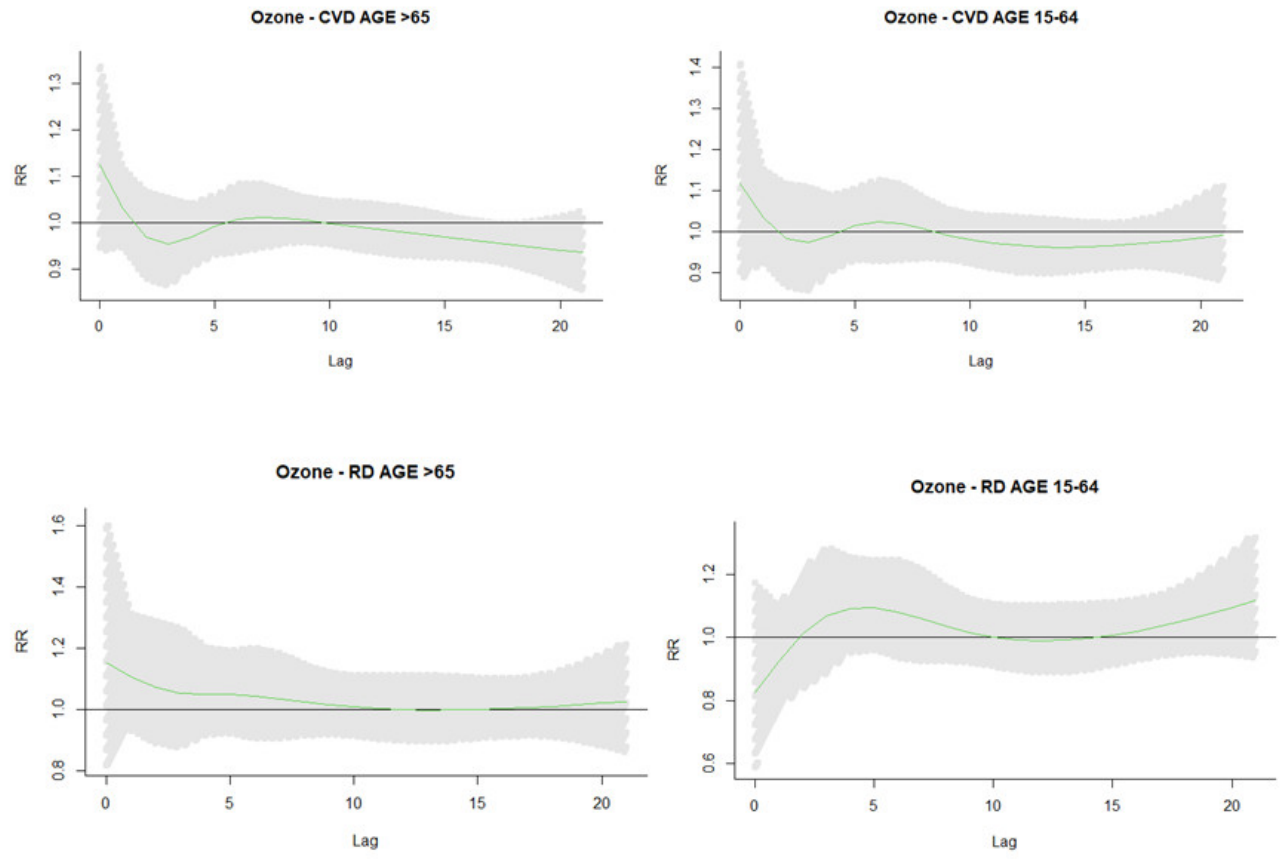 Ozone - CVD AGE >65
RR
1.3
1.2
1.1
1.0
0.9
0 5 10 15 20
Lag
Ozone - CVD AGE 15-64
RR
1.4
1.3
1.2
1.1
1.0
0.9
0 5 10 15 20
Lag
Ozone - RD AGE >65
RR
1.6
1.4
1.2
1.0
0.8
0 5 10 15 20
Lag
Ozone - RD AGE 15-64
RR
1.2
1.0
0.8
0.6
0 5 10 15 20
Lag